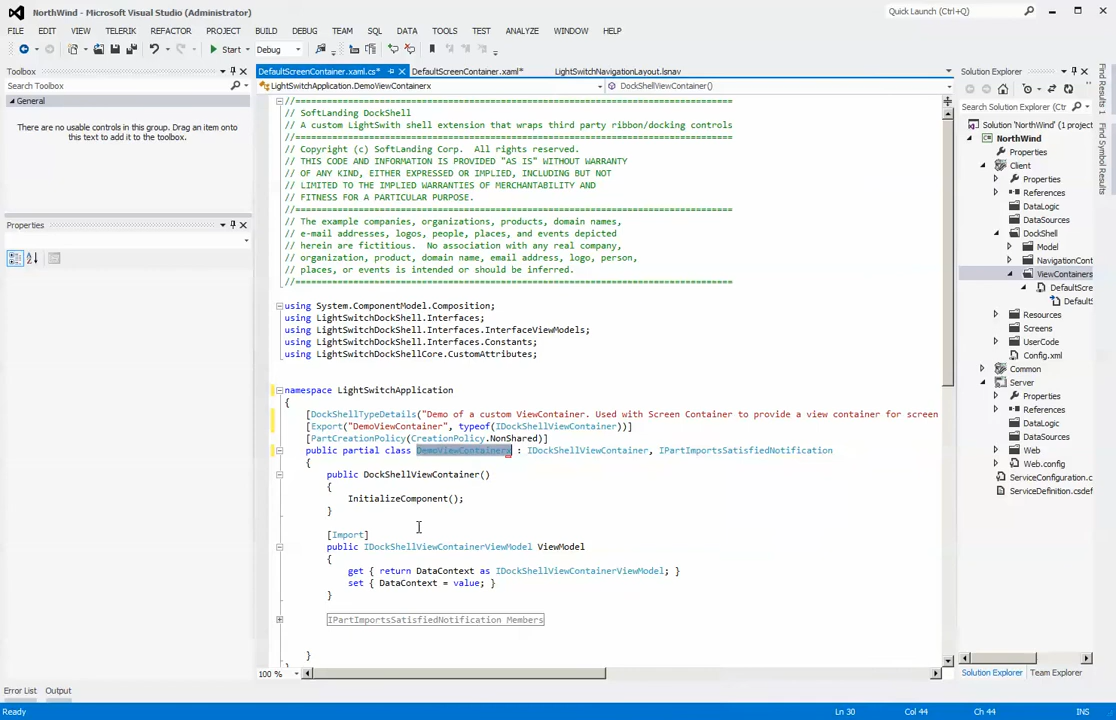 NorthWind - Microsoft Visual Studio (Administrator)
Quick Launch (Ctrl+Q)
FILE EDIT VIEW TELERIK REFACTOR PROJECT BUILD DEBUG TEAM SQL DATA TOOLS TEST ANALYZE WINDOW HELP
Start Debug
Toolbox
Search Toolbox
General
There are no usable controls in this group. Drag an item onto
this text to add it to the toolbox.
Properties
DefaultScreenContainer.xaml.cs* DefaultScreenContainer.xaml* LightSwitchNavigationLayout.lsnav
LightSwitchApplication.DemoViewContainerx DockShellViewContainer()
//===================================================================================
// SoftLanding DockShell
// A custom LightSwith shell extension that wraps third party ribbon/docking controls
//===================================================================================
// Copyright (c) SoftLanding Corp.  All rights reserved.
// THIS CODE AND INFORMATION IS PROVIDED "AS IS" WITHOUT WARRANTY
// OF ANY KIND, EITHER EXPRESSED OR IMPLIED, INCLUDING BUT NOT
// LIMITED TO THE IMPLIED WARRANTIES OF MERCHANTABILITY AND
// FITNESS FOR A PARTICULAR PURPOSE.
//===================================================================================
// The example companies, organizations, products, domain names,
// e-mail addresses, logos, people, places, and events depicted
// herein are fictitious.  No association with any real company,
// organization, product, domain name, email address, logo, person,
// places, or events is intended or should be inferred.
//===================================================================================
using System.ComponentModel.Composition;
using LightSwitchDockShell.Interfaces;
using LightSwitchDockShell.Interfaces.InterfaceViewModels;
using LightSwitchDockShell.Interfaces.Constants;
using LightSwitchDockShellCore.CustomAttributes;
namespace LightSwitchApplication
{
[DockShellTypeDetails("Demo of a custom ViewContainer. Used with Screen Container to provide a view container for screen
[Export("DemoViewContainer", typeof(IDockShellViewContainer))]
[PartCreationPolicy(CreationPolicy.NonShared)]
public partial class DemoViewContainerx : IDockShellViewContainer, IPartImportsSatisfiedNotification
{
public DockShellViewContainer()
{
InitializeComponent();
}
[Import]
public IDockShellViewContainerViewModel ViewModel
{
get { return DataContext as IDockShellViewContainerViewModel; }
set { DataContext = value; }
}
IPartImportsSatisfiedNotification Members
}
100 %
Solution Explorer
Search Solution Explorer
Solution 'NorthWind' (1 project
NorthWind
Properties
Client
Properties
References
DataLogic
DataSources
DockShell
Model
NavigationCont
ViewContainers
DefaultScre
DefaultS
Resources
Screens
UserCode
Config.xml
Common
Server
Properties
References
DataLogic
DataSources
Web
Web.config
ServiceConfiguration.c
ServiceDefinition.csdef
Solution Explorer Team Explorer
Find Results 1
Find Symbol Results
Error List Output
Ready Ln 30 Col 44 Ch 44 INS